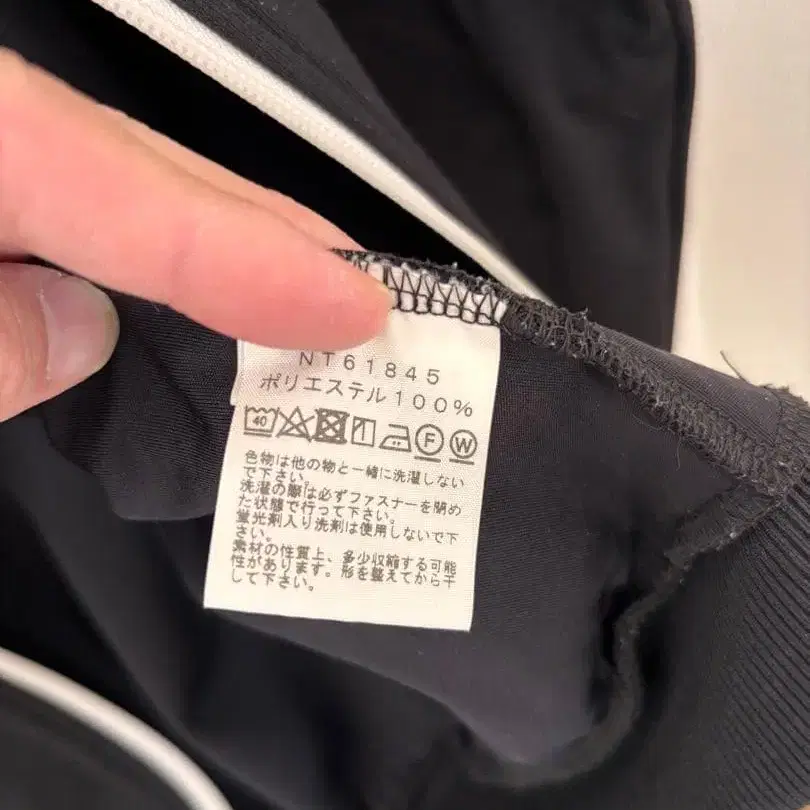 NT61845
ポリエステル100%
40 F W
色物は他の物と一緒に洗濯しない
で下さい。
洗濯の際は必ずファスナーを閉め
た状態で行って下さい。
蛍光剤入り洗剤は使用しないで下
さい。
素材の性質上、多少収縮する可能
性があります。形を整えてから干
して下さい。